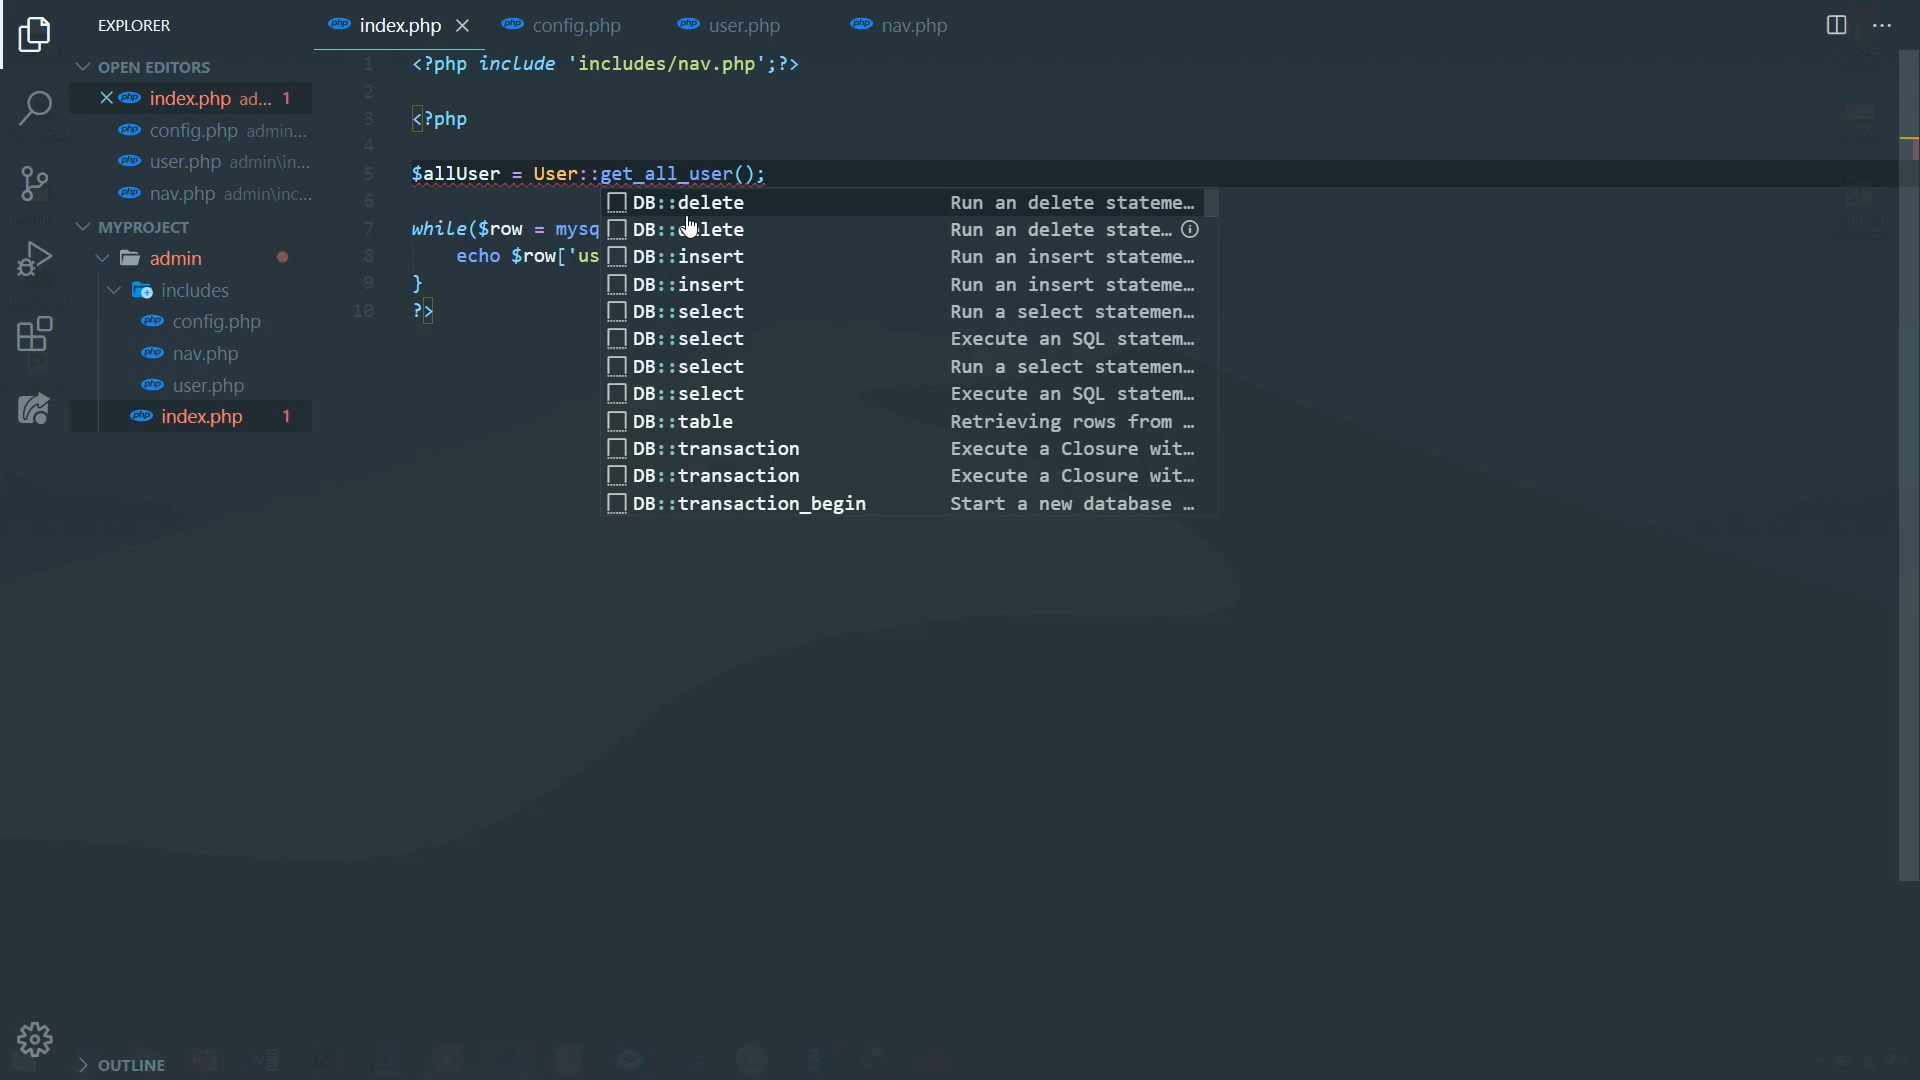 EXPLORER
index.php
config.php
user.php
nav.php
OPEN EDITORS
index.php ad... 1
config.php admin...
user.php admin\in...
nav.php admin\inc...
MYPROJECT
admin
includes
config.php
nav.php
user.php
index.php 1
OUTLINE
1 <?php include 'includes/nav.php';?>
2
3 <?php
4
5 $allUser = User::get_all_user();
6
7 while($row = mysq
8 echo $row['us
9 }
10 ?>
DB::delete Run an delete stateme…
DB::delete Run an delete state…
DB::insert Run an insert stateme…
DB::insert Run an insert stateme…
DB::select Run a select statemen…
DB::select Execute an SQL statem…
DB::select Run a select statemen…
DB::select Execute an SQL statem…
DB::table Retrieving rows from …
DB::transaction Execute a Closure wit…
DB::transaction Execute a Closure wit…
DB::transaction_begin Start a new database …